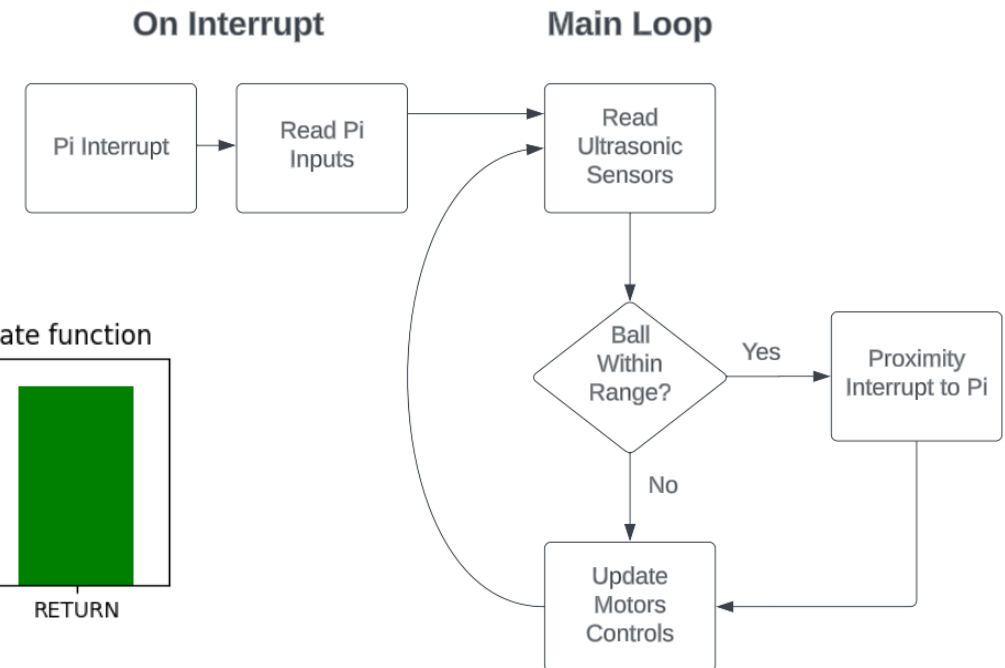 On Interrupt
Main Loop
Pi Interrupt
Read Pi
Inputs
Read
Ultrasonic
Sensors
Ball
Within
Range?
Yes
Proximity
Interrupt to Pi
No
Update
Motors
Controls
ate function
RETURN